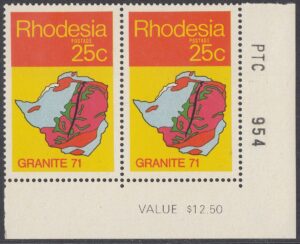 Rhodesia
POSTAGE
25c
GRANITE 71
Rhodesia
POSTAGE
25c
GRANITE 71
PTC. 954
VALUE $12.50